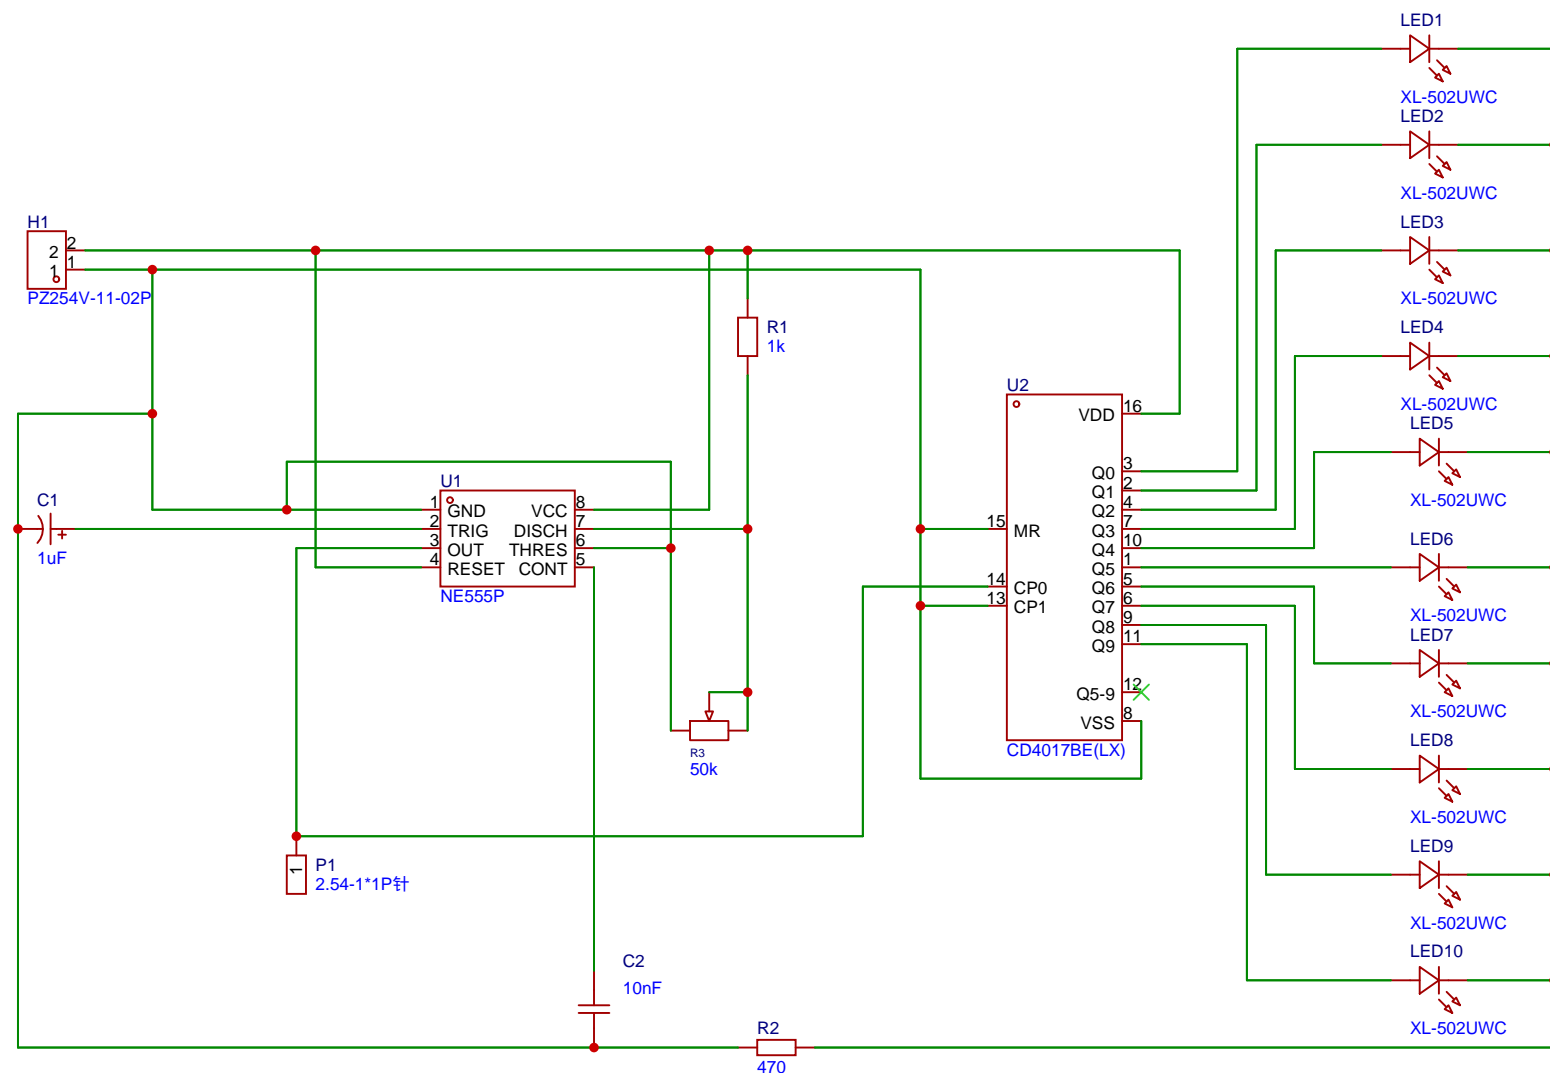 LED1
XL-502UWC
LED2
XL-502UWC
H1
2
1
2
1
PZ254V-11-02P
LED3
XL-502UWC
R1
1k
LED4
XL-502UWC
U2
VDD 16
Q0 3
Q1 2
Q2 4
Q3 7
Q4 10
Q5 1
Q6 5
Q7 6
Q8 9
Q9 11
Q5-9 12
VSS 8
15 MR
14 CP0
13 CP1
CD4017BE(LX)
LED5
XL-502UWC
C1
1uF
U1
1 GND VCC 8
2 TRIG DISCH 7
3 OUT THRES 6
4 RESET CONT 5
NE555P
LED6
XL-502UWC
LED7
XL-502UWC
R3
50k
LED8
XL-502UWC
1
P1
2.54-1*1P针
LED9
XL-502UWC
C2
10nF
LED10
XL-502UWC
R2
470